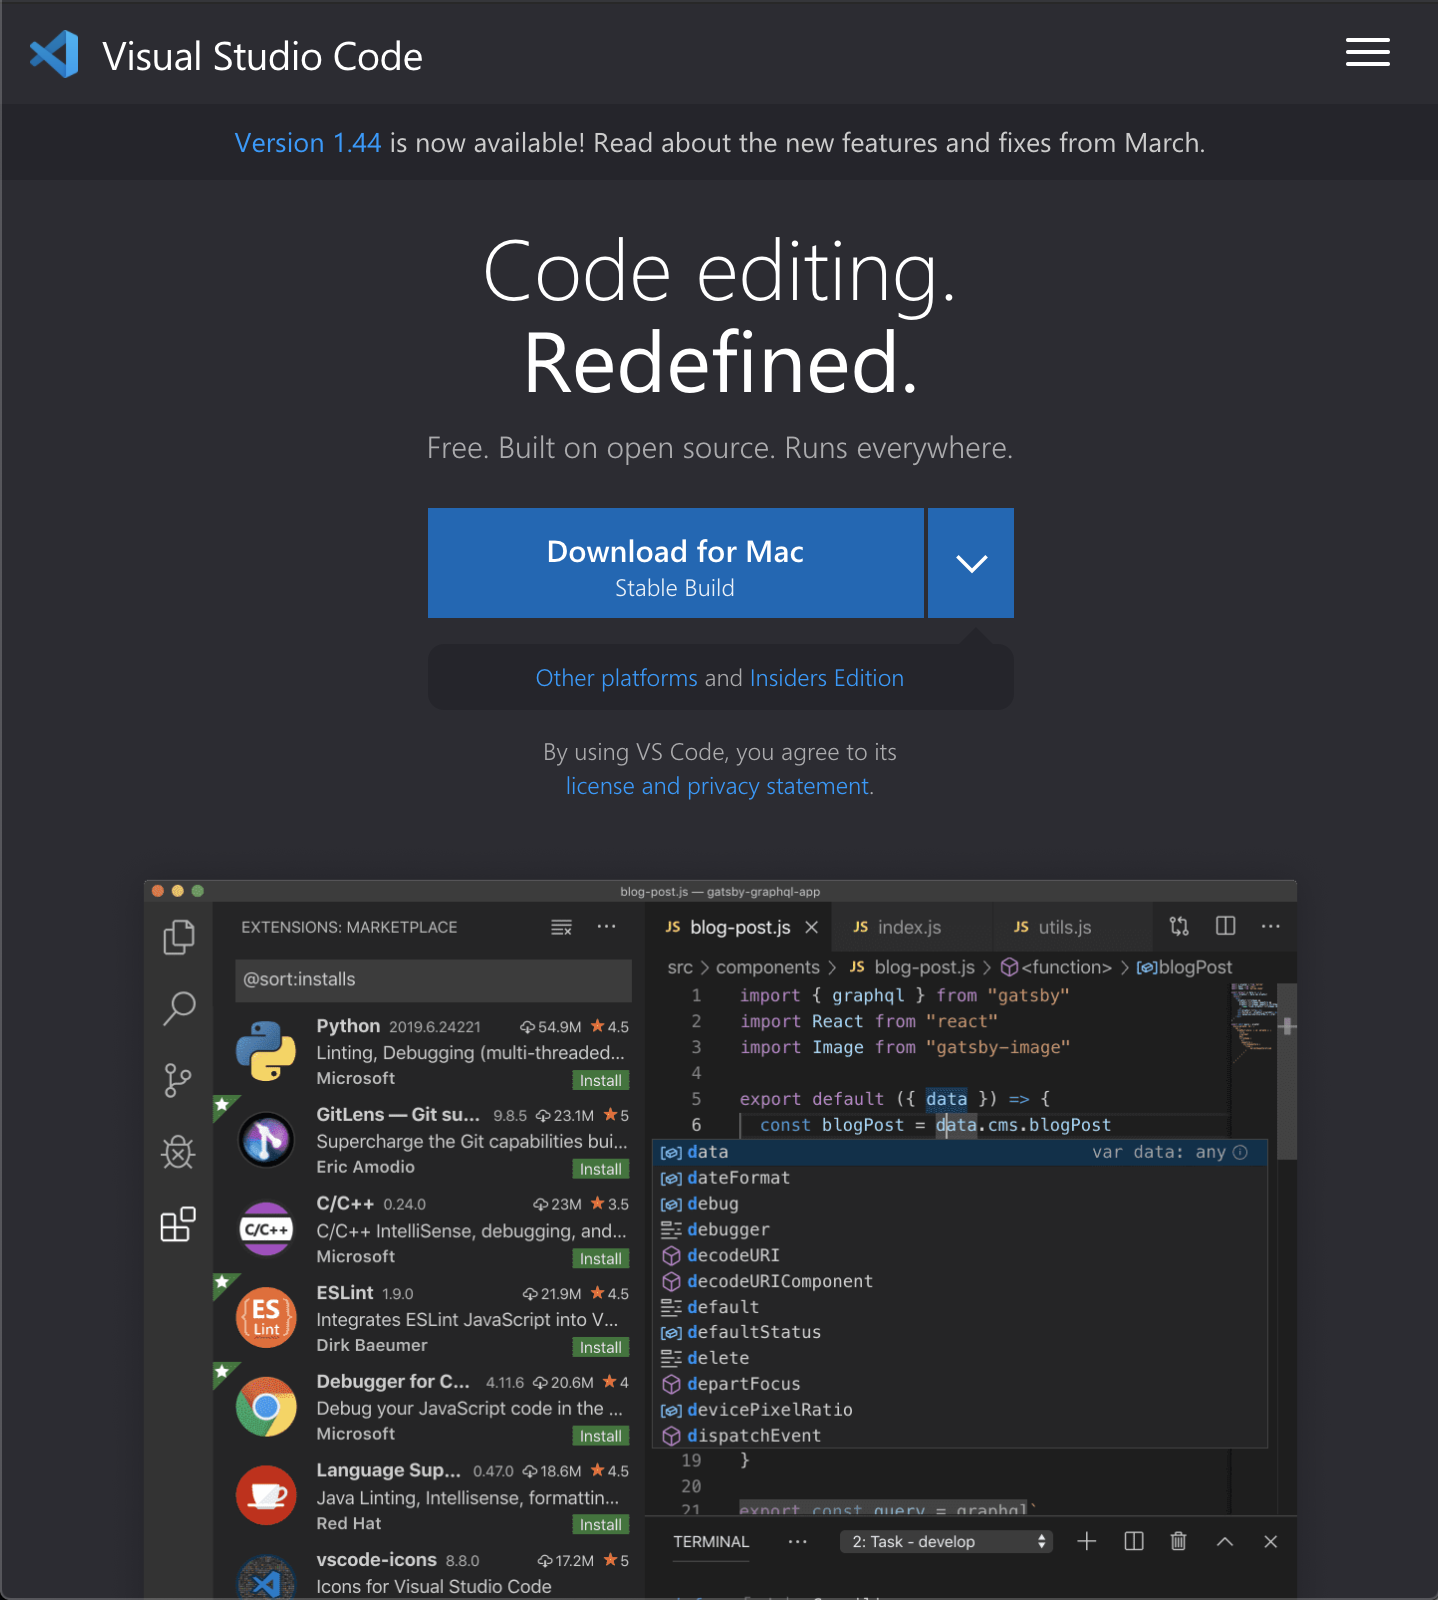 Visual Studio Code
Version 1.44 is now available! Read about the new features and fixes from March.
Code editing.
Redefined.
Free. Built on open source. Runs everywhere.
Download for Mac
Stable Build
Other platforms and Insiders Edition
By using VS Code, you agree to its
license and privacy statement.
blog-post.js — gatsby-graphql-app
EXTENSIONS: MARKETPLACE
@sort:installs
Python 2019.6.24221 54.9M 4.5
Linting, Debugging (multi-threaded...
Microsoft Install
GitLens — Git su... 9.8.5 23.1M 5
Supercharge the Git capabilities bui...
Eric Amodio Install
C/C++
C/C++ 0.24.0 23M 3.5
C/C++ IntelliSense, debugging, and...
Microsoft Install
ES
Lint
ESLint 1.9.0 21.9M 4.5
Integrates ESLint JavaScript into V...
Dirk Baeumer Install
Debugger for C... 4.11.6 20.6M 4
Debug your JavaScript code in the ...
Microsoft Install
Language Sup... 0.47.0 18.6M 4.5
Java Linting, Intellisense, formattin...
Red Hat Install
vscode-icons 8.8.0 17.2M 5
Icons for Visual Studio Code
JS blog-post.js JS index.js JS utils.js
src > components > JS blog-post.js > <function> > blogPost
1 import { graphql } from "gatsby"
2 import React from "react"
3 import Image from "gatsby-image"
4
5 export default ({ data }) => {
6 const blogPost = data.cms.blogPost
data var data: any
dateFormat
debug
debugger
decodeURI
decodeURIComponent
default
defaultStatus
delete
departFocus
devicePixelRatio
dispatchEvent
19 }
20
21 export const query = graphql`
TERMINAL ... 2: Task - develop